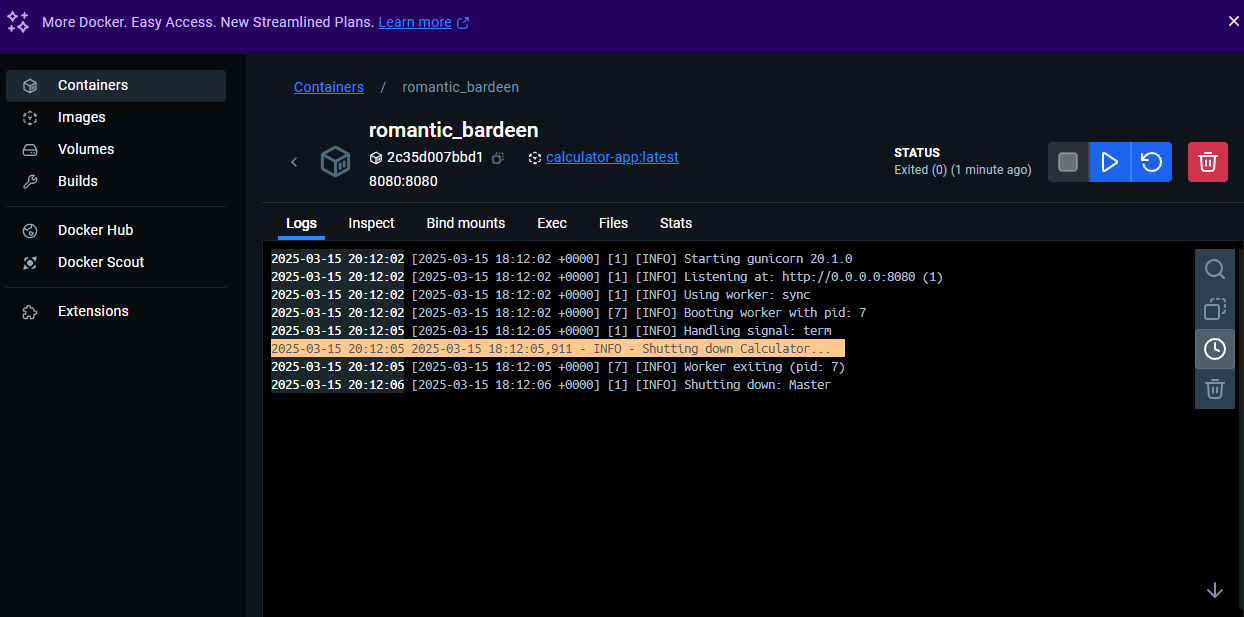 More Docker. Easy Access. New Streamlined Plans. Learn more
Containers
Images
Volumes
Builds
Docker Hub
Docker Scout
Extensions
Containers / romantic_bardeen
romantic_bardeen
2c35d007bbd1 calculator-app:latest
8080:8080
STATUS
Exited (0) (1 minute ago)
Logs Inspect Bind mounts Exec Files Stats
2025-03-15 20:12:02 [2025-03-15 18:12:02 +0000] [1] [INFO] Starting gunicorn 20.1.0
2025-03-15 20:12:02 [2025-03-15 18:12:02 +0000] [1] [INFO] Listening at: http://0.0.0.0:8080 (1)
2025-03-15 20:12:02 [2025-03-15 18:12:02 +0000] [1] [INFO] Using worker: sync
2025-03-15 20:12:02 [2025-03-15 18:12:02 +0000] [7] [INFO] Booting worker with pid: 7
2025-03-15 20:12:05 [2025-03-15 18:12:05 +0000] [1] [INFO] Handling signal: term
2025-03-15 20:12:05 2025-03-15 18:12:05,911 - INFO - Shutting down Calculator...
2025-03-15 20:12:05 [2025-03-15 18:12:05 +0000] [7] [INFO] Worker exiting (pid: 7)
2025-03-15 20:12:06 [2025-03-15 18:12:06 +0000] [1] [INFO] Shutting down: Master